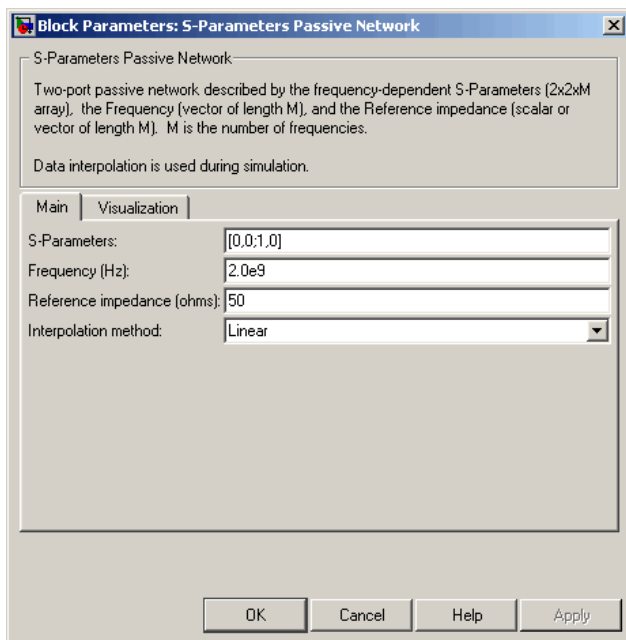 Block Parameters: S-Parameters Passive Network
S-Parameters Passive Network
Two-port passive network described by the frequency-dependent S-Parameters (2x2xM
array), the Frequency (vector of length M), and the Reference impedance (scalar or
vector of length M). M is the number of frequencies.
Data interpolation is used during simulation.
Main Visualization
S-Parameters: [0,0;1,0]
Frequency (Hz): 2.0e9
Reference impedance (ohms): 50
Interpolation method: Linear
OK Cancel Help Apply